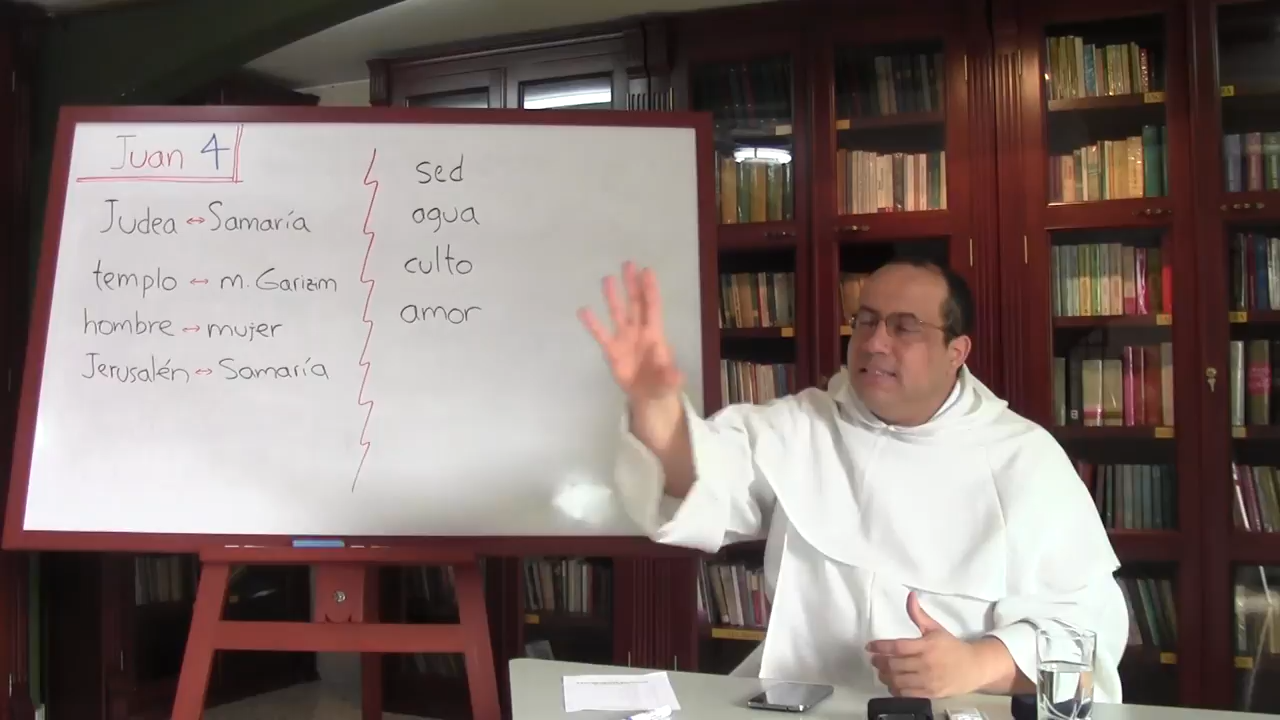 Juan 4
Judea ↔ Samaría
templo ↔ m. Garizim
hombre ↔ mujer
Jerusalén ↔ Samaría
sed
agua
culto
amor